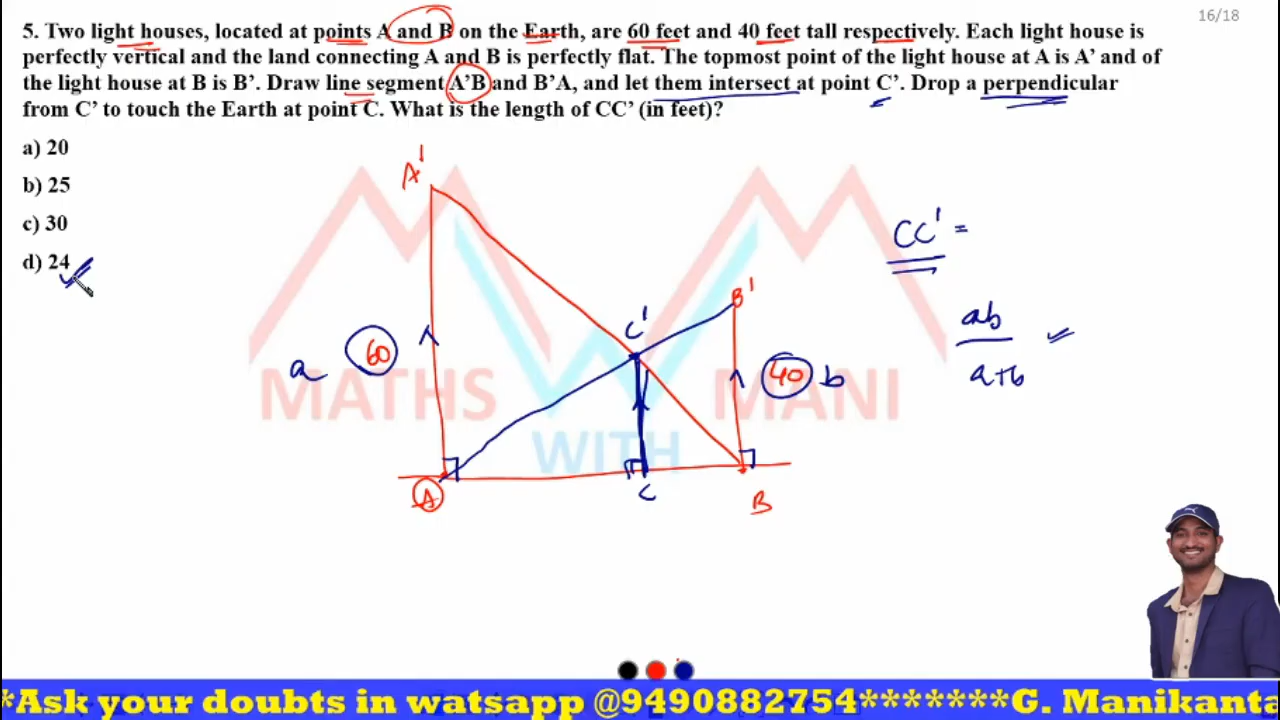 16/18
5. Two light houses, located at points A and B on the Earth, are 60 feet and 40 feet tall respectively. Each light house is
perfectly vertical and the land connecting A and B is perfectly flat. The topmost point of the light house at A is A’ and of
the light house at B is B’. Draw line segment A’B and B’A, and let them intersect at point C’. Drop a perpendicular
from C’ to touch the Earth at point C. What is the length of CC’ (in feet)?
a) 20
b) 25
c) 30
d) 24
A'
CC' =
B'
C'
ab
a+b
=
a 60
40 b
MATHS
WITH
MANI
A
C
B
*Ask your doubts in watsapp @9490882754*******G. Manikanta